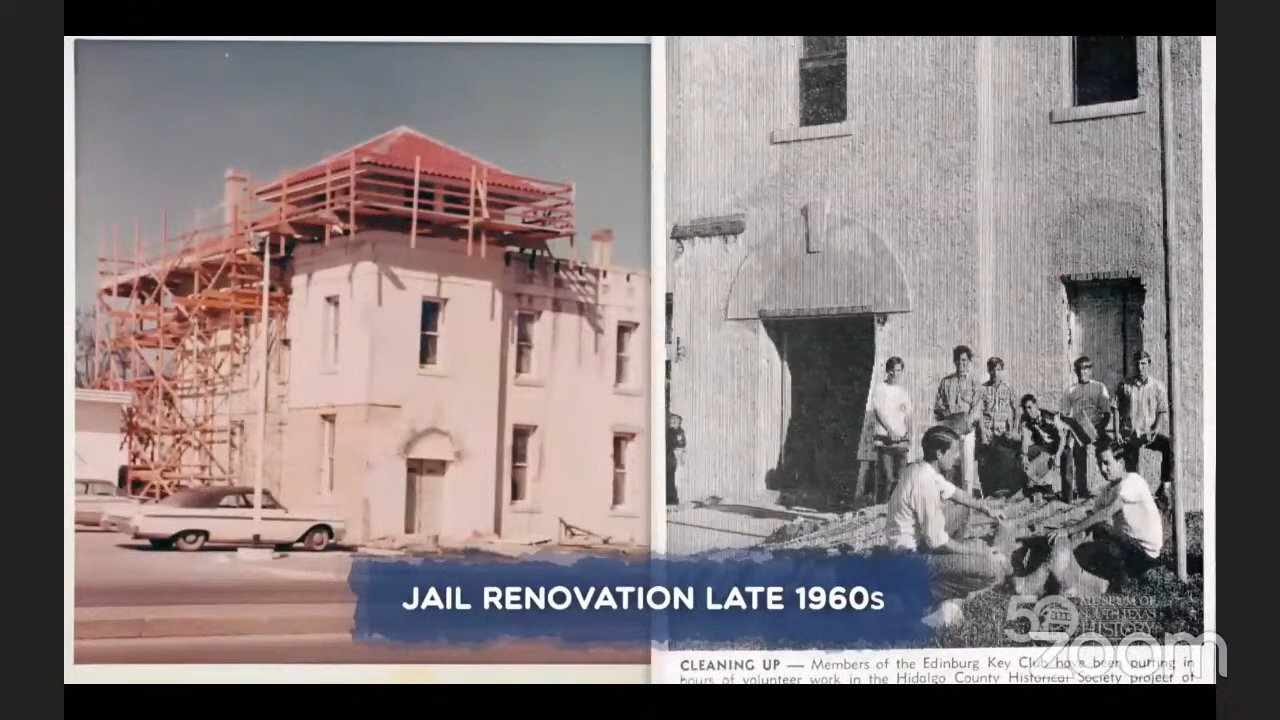 JAIL RENOVATION LATE 1960s
50
MUSEUM OF
SOUTH TEXAS
HISTORY
zoom
CLEANING UP — Members of the Edinburg Key Club have been putting in
hours of volunteer work in the Hidalgo County Historical Society project of